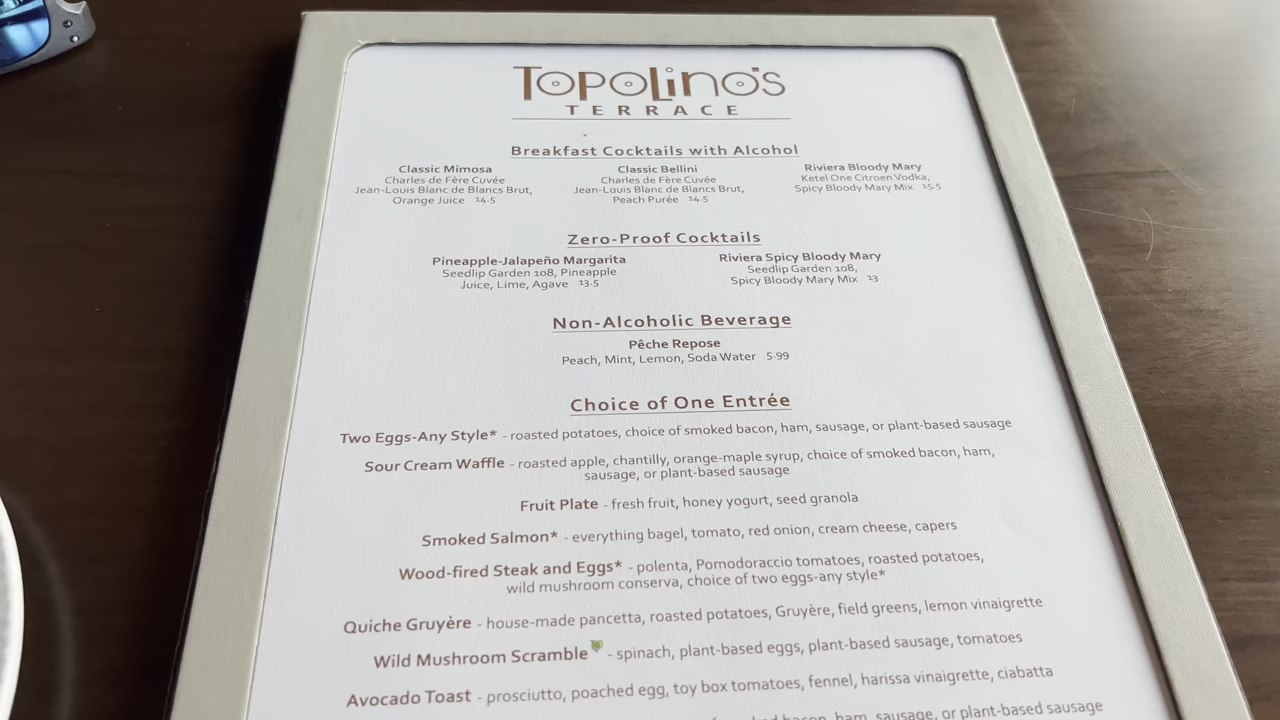 TOPOLINO'S
TERRACE
Breakfast Cocktails with Alcohol
Classic Mimosa
Charles de Fère Cuvée
Jean-Louis Blanc de Blancs Brut,
Orange Juice 14.5
Classic Bellini
Charles de Fère Cuvée
Jean-Louis Blanc de Blancs Brut,
Peach Purée 14.5
Riviera Bloody Mary
Ketel One Citroen Vodka,
Spicy Bloody Mary Mix 15.5
Zero-Proof Cocktails
Pineapple-Jalapeño Margarita
Seedlip Garden 108, Pineapple
Juice, Lime, Agave 13.5
Riviera Spicy Bloody Mary
Seedlip Garden 108,
Spicy Bloody Mary Mix 13
Non-Alcoholic Beverage
Pêche Repose
Peach, Mint, Lemon, Soda Water 5.99
Choice of One Entrée
Two Eggs-Any Style* - roasted potatoes, choice of smoked bacon, ham, sausage, or plant-based sausage
Sour Cream Waffle - roasted apple, chantilly, orange-maple syrup, choice of smoked bacon, ham,
sausage, or plant-based sausage
Fruit Plate - fresh fruit, honey yogurt, seed granola
Smoked Salmon* - everything bagel, tomato, red onion, cream cheese, capers
Wood-fired Steak and Eggs* - polenta, Pomodoraccio tomatoes, roasted potatoes,
wild mushroom conserva, choice of two eggs-any style*
Quiche Gruyère - house-made pancetta, roasted potatoes, Gruyère, field greens, lemon vinaigrette
Wild Mushroom Scramble - spinach, plant-based eggs, plant-based sausage, tomatoes
Avocado Toast - prosciutto, poached egg, toy box tomatoes, fennel, harissa vinaigrette, ciabatta
bacon, ham, sausage, or plant-based sausage